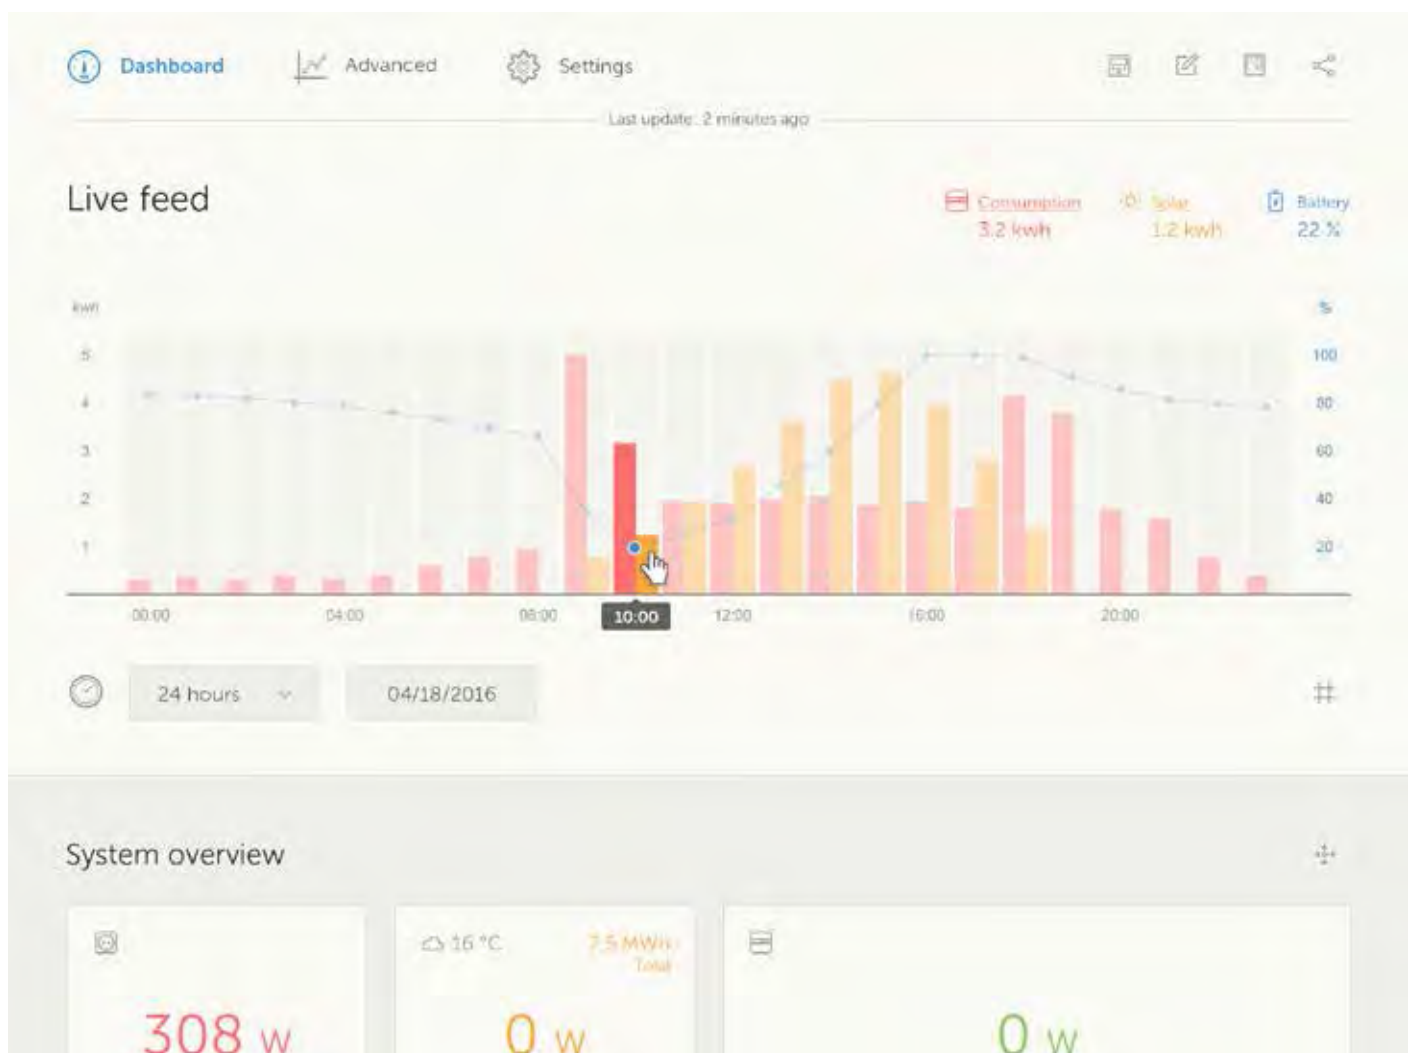 Dashboard
Advanced
Settings
Last update: 2 minutes ago
Live feed
Consumption
Solar
Battery
3.2 kwh
1.2 kwh
22 %
kwh
%
5
100
4
80
3
60
2
40
1
20
00:00
04:00
08:00
10:00
12:00
16:00
20:00
24 hours
04/18/2016
System overview
16 °C
7.5 MWh
Total
308 W
0 W
0 W